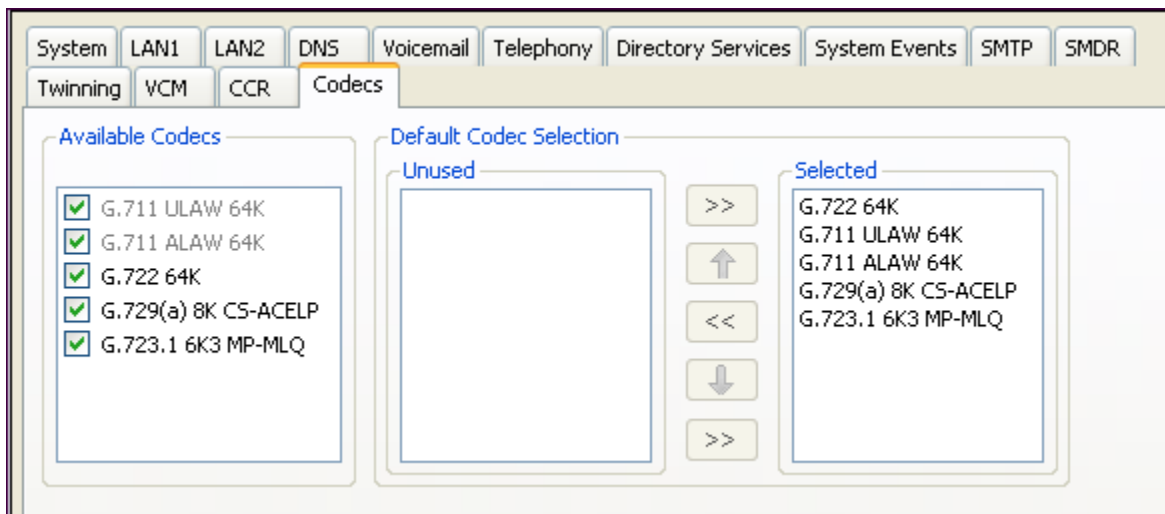 System LAN1 LAN2 DNS Voicemail Telephony Directory Services System Events SMTP SMDR
Twinning VCM CCR Codecs
Available Codecs
G.711 ULAW 64K
G.711 ALAW 64K
G.722 64K
G.729(a) 8K CS-ACELP
G.723.1 6K3 MP-MLQ
Default Codec Selection
Unused
>>
<<
>>
Selected
G.722 64K
G.711 ULAW 64K
G.711 ALAW 64K
G.729(a) 8K CS-ACELP
G.723.1 6K3 MP-MLQ